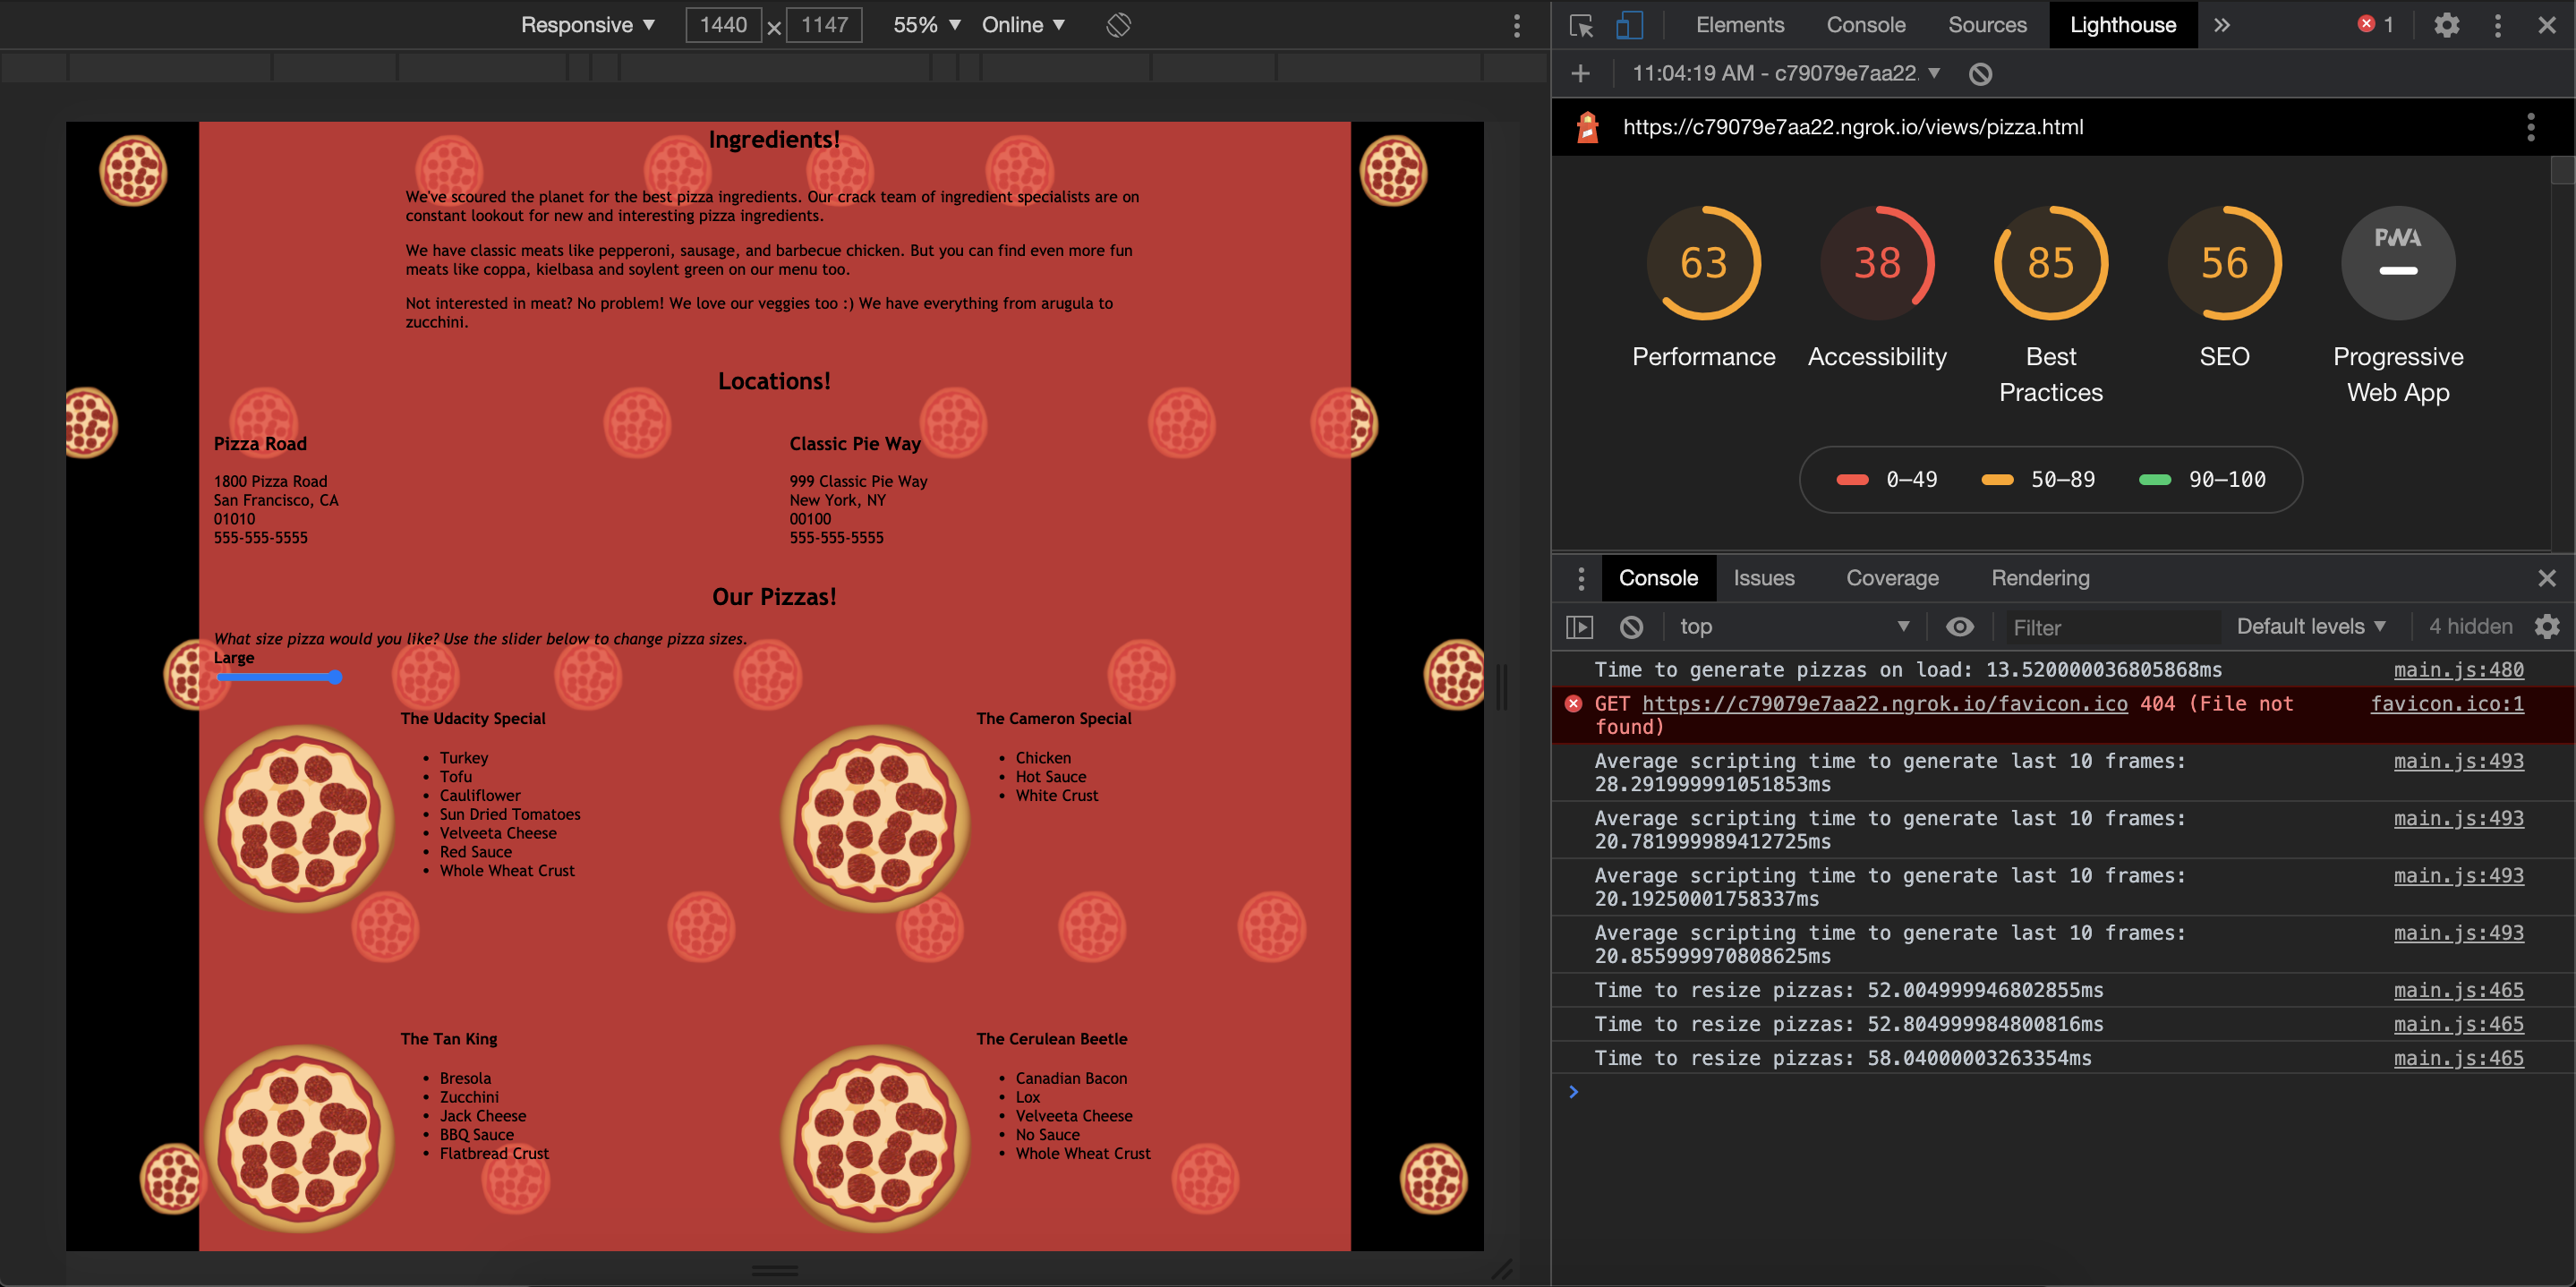 Responsive ▼ 1440 × 1147 55% ▼ Online ▼
Ingredients!
We've scoured the planet for the best pizza ingredients. Our crack team of ingredient specialists are on
constant lookout for new and interesting pizza ingredients.
We have classic meats like pepperoni, sausage, and barbecue chicken. But you can find even more fun
meats like coppa, kielbasa and soylent green on our menu too.
Not interested in meat? No problem! We love our veggies too :) We have everything from arugula to
zucchini.
Locations!
Pizza Road
1800 Pizza Road
San Francisco, CA
01010
555-555-5555
Classic Pie Way
999 Classic Pie Way
New York, NY
00100
555-555-5555
Our Pizzas!
What size pizza would you like? Use the slider below to change pizza sizes.
Large
The Udacity Special
• Turkey
• Tofu
• Cauliflower
• Sun Dried Tomatoes
• Velveeta Cheese
• Red Sauce
• Whole Wheat Crust
The Cameron Special
• Chicken
• Hot Sauce
• White Crust
The Tan King
• Bresola
• Zucchini
• Jack Cheese
• BBQ Sauce
• Flatbread Crust
The Cerulean Beetle
• Canadian Bacon
• Lox
• Velveeta Cheese
• No Sauce
• Whole Wheat Crust
Elements Console Sources Lighthouse » 1
11:04:19 AM - c79079e7aa22. ▼
https://c79079e7aa22.ngrok.io/views/pizza.html
63
Performance
38
Accessibility
85
Best
Practices
56
SEO
PWA
Progressive
Web App
0–49 50–89 90–100
Console Issues Coverage Rendering
top ▼ Filter Default levels ▼ 4 hidden
Time to generate pizzas on load: 13.520000036805868ms main.js:480
GET https://c79079e7aa22.ngrok.io/favicon.ico 404 (File not favicon.ico:1
found)
Average scripting time to generate last 10 frames: main.js:493
28.291999991051853ms
Average scripting time to generate last 10 frames: main.js:493
20.781999989412725ms
Average scripting time to generate last 10 frames: main.js:493
20.19250001758337ms
Average scripting time to generate last 10 frames: main.js:493
20.855999970808625ms
Time to resize pizzas: 52.004999946802855ms main.js:465
Time to resize pizzas: 52.804999984800816ms main.js:465
Time to resize pizzas: 58.04000003263354ms main.js:465